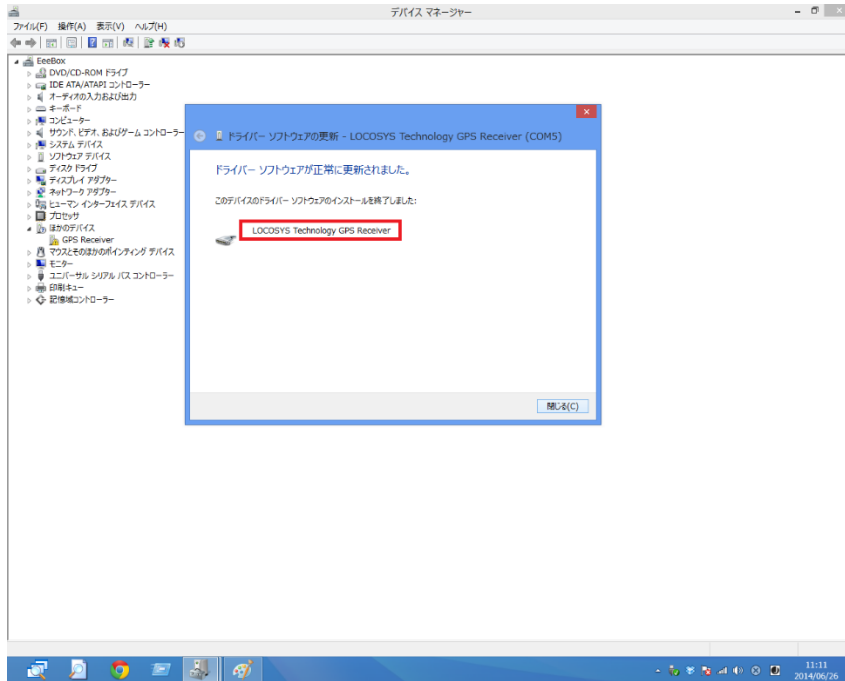 デバイス マネージャー
ファイル(F) 操作(A) 表示(V) ヘルプ(H)
EeeBox
DVD/CD-ROM ドライブ
IDE ATA/ATAPI コントローラー
オーディオの入力および出力
キーボード
コンピューター
サウンド、ビデオ、およびゲーム コントローラー
システム デバイス
ソフトウェア デバイス
ディスク ドライブ
ディスプレイ アダプター
ネットワーク アダプター
ヒューマン インターフェイス デバイス
プロセッサ
ほかのデバイス
GPS Receiver
マウスとそのほかのポインティング デバイス
モニター
ユニバーサル シリアル バス コントローラー
印刷キュー
記憶域コントローラー
ドライバー ソフトウェアの更新 - LOCOSYS Technology GPS Receiver (COM5)
ドライバー ソフトウェアが正常に更新されました。
このデバイスのドライバー ソフトウェアのインストールを終了しました:
LOCOSYS Technology GPS Receiver
閉じる(C)
11:11
2014/06/26